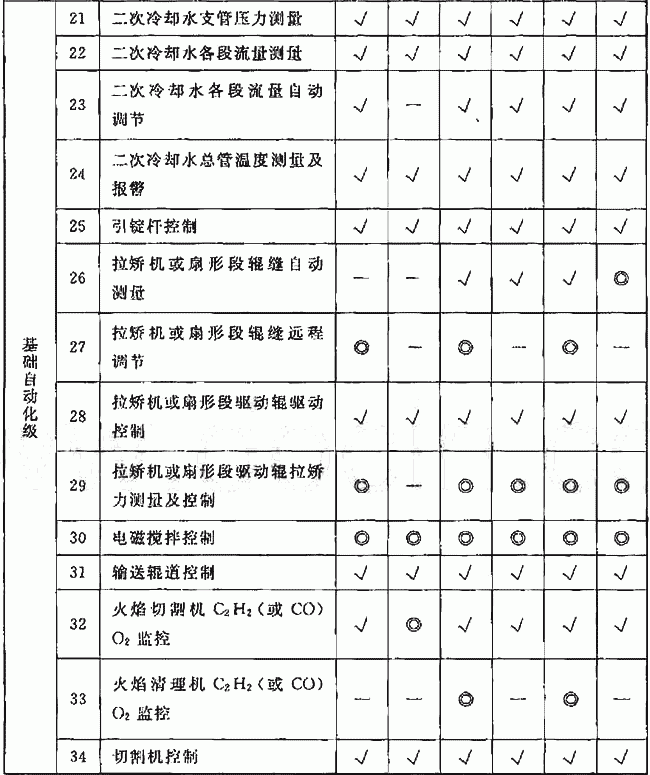 基础自动化级
21 二次冷却水支管压力测量 √ √ √ √ √ √
22 二次冷却水各段流量测量 √ √ √ √ √ √
23 二次冷却水各段流量自动 √ — √ √ √ √
调节
24 二次冷却水总管温度测量及 √ √ √ √ √ √
报警
25 引锭杆控制 √ √ √ √ √ √
26 拉矫机或扇形段辊缝自动 — — √ √ √ ◎
测量
27 拉矫机或扇形段辊缝远程 ◎ — ◎ — ◎ —
调节
28 拉矫机或扇形段驱动辊驱动 √ √ √ √ √ √
控制
29 拉矫机或扇形段驱动辊拉矫 ◎ — ◎ ◎ ◎ ◎
力测量及控制
30 电磁搅拌控制 ◎ ◎ ◎ ◎ ◎ ◎
31 输送辊道控制 √ √ √ √ √ √
32 火焰切割机 C₂H₂（或 CO） √ ◎ √ √ √ √
O₂ 监控
33 火焰清理机 C₂H₂（或 CO） — — ◎ — ◎ —
O₂ 监控
34 切割机控制 √ √ √ √ √ √